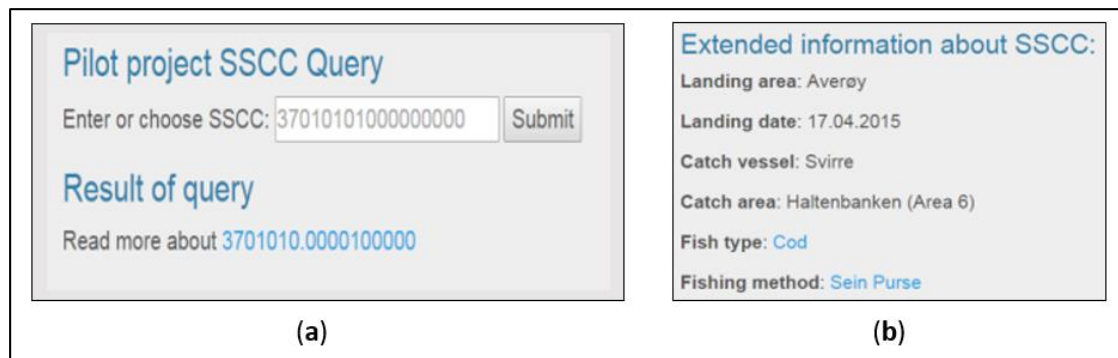 Pilot project SSCC Query
Enter or choose SSCC: 37010101000000000 Submit
Result of query
Read more about 3701010.0000100000
(a)
Extended information about SSCC:
Landing area: Averøy
Landing date: 17.04.2015
Catch vessel: Svirre
Catch area: Haltenbanken (Area 6)
Fish type: Cod
Fishing method: Sein Purse
(b)